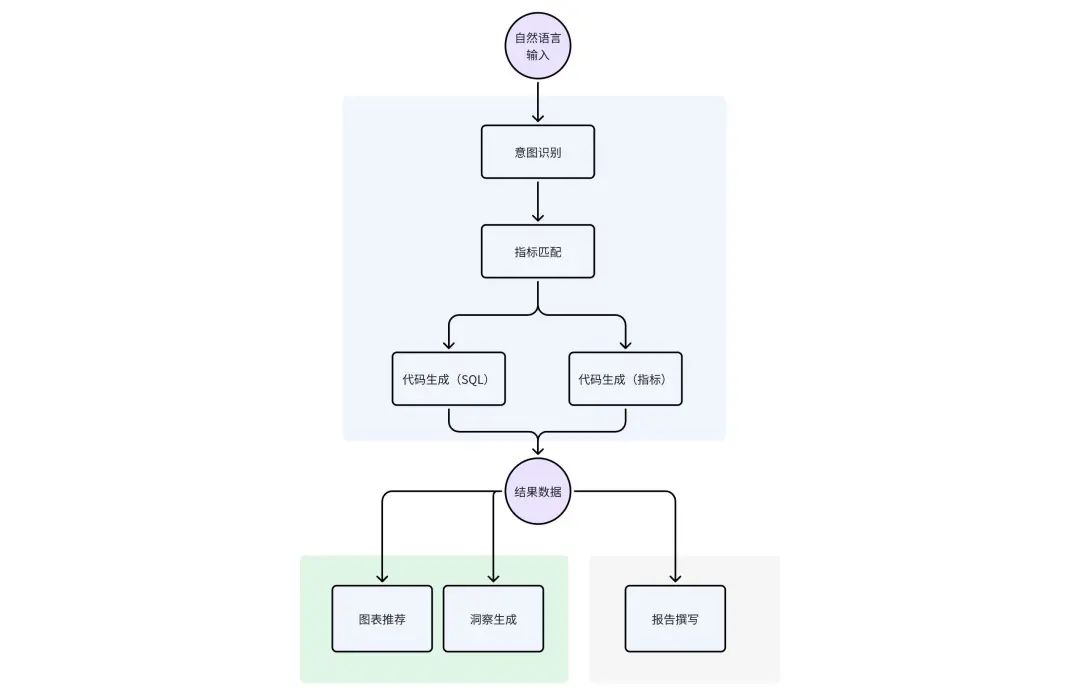 自然语言
输入
意图识别
指标匹配
代码生成（SQL）
代码生成（指标）
结果数据
图表推荐
洞察生成
报告撰写